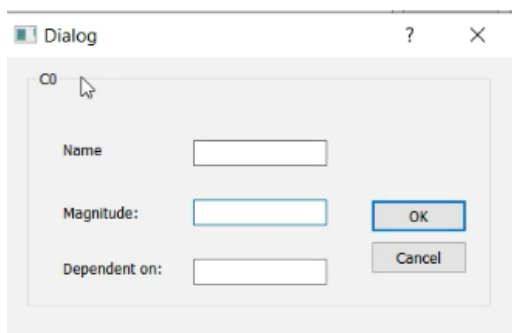 Dialog ?
C0
Name
Magnitude:
OK
Cancel
Dependent on: